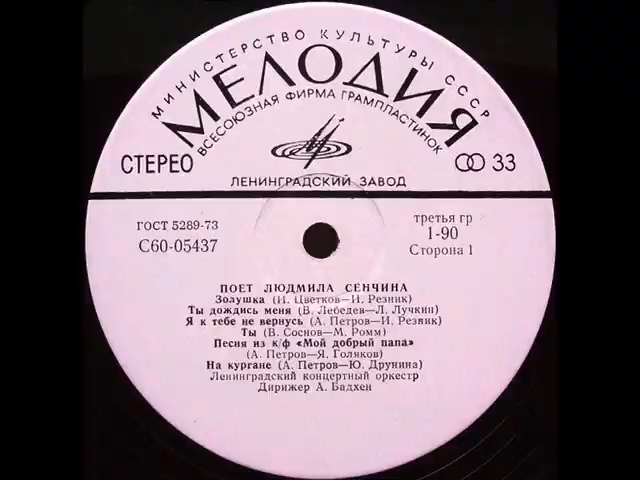 МИНИСТЕРСТВО КУЛЬТУРЫ СССР
МЕЛОДИЯ
ВСЕСОЮЗНАЯ ФИРМА ГРАМПЛАСТИНОК
СТЕРЕО
33
ЛЕНИНГРАДСКИЙ ЗАВОД
ГОСТ 5289-73
третья гр
С60-05437
1-90
Сторона 1
ПОЕТ ЛЮДМИЛА СЕНЧИНА
Золушка (И. Цветков—И. Резник)
Ты дождись меня (В. Лебедев—Л. Лучкин)
Я к тебе не вернусь (А. Петров—И. Резник)
Ты (В. Соснов—М. Ромм)
Песня из к/ф «Мой добрый папа»
(А. Петров—Я. Голяков)
На кургане (А. Петров—Ю. Друнина)
Ленинградский концертный оркестр
Дирижер А. Бадхен